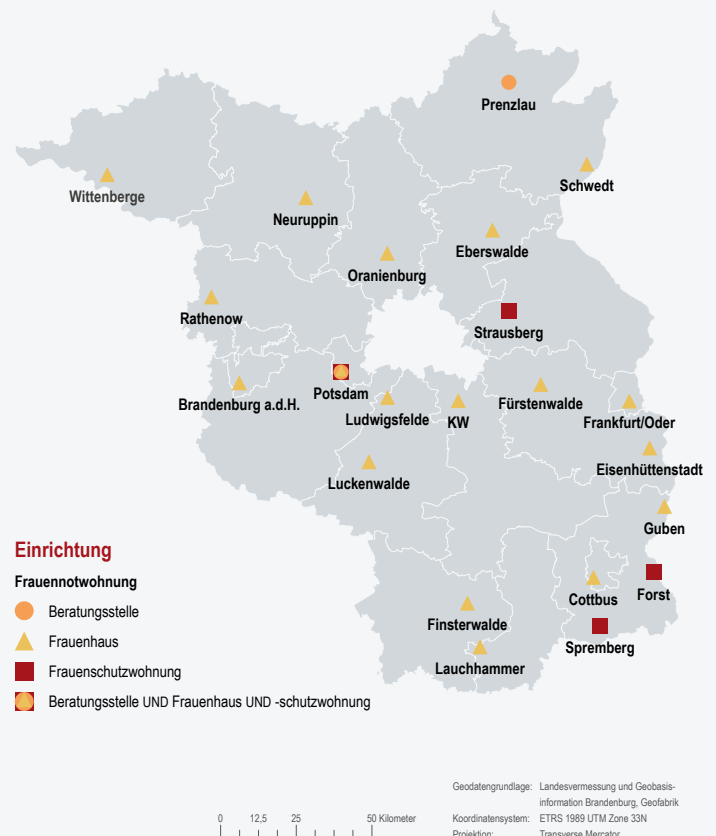 Prenzlau
Schwedt
Wittenberge
Neuruppin
Eberswalde
Oranienburg
Rathenow
Strausberg
Potsdam
Brandenburg a.d.H.
Ludwigsfelde
KW
Fürstenwalde
Frankfurt/Oder
Eisenhüttenstadt
Luckenwalde
Guben
Cottbus
Forst
Finsterwalde
Spremberg
Lauchhammer
Einrichtung
Frauennotwohnung
Beratungsstelle
Frauenhaus
Frauenschutzwohnung
Beratungsstelle UND Frauenhaus UND -schutzwohnung
0 12,5 25 50 Kilometer
Geodatengrundlage: Landesvermessung und Geobasis-
information Brandenburg, Geofabrik
Koordinatensystem: ETRS 1989 UTM Zone 33N
Projektion: Transverse Mercator